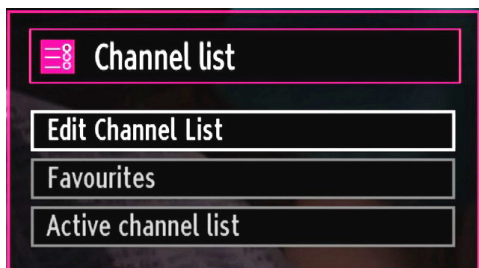 Channel list
Edit Channel List
Favourites
Active channel list